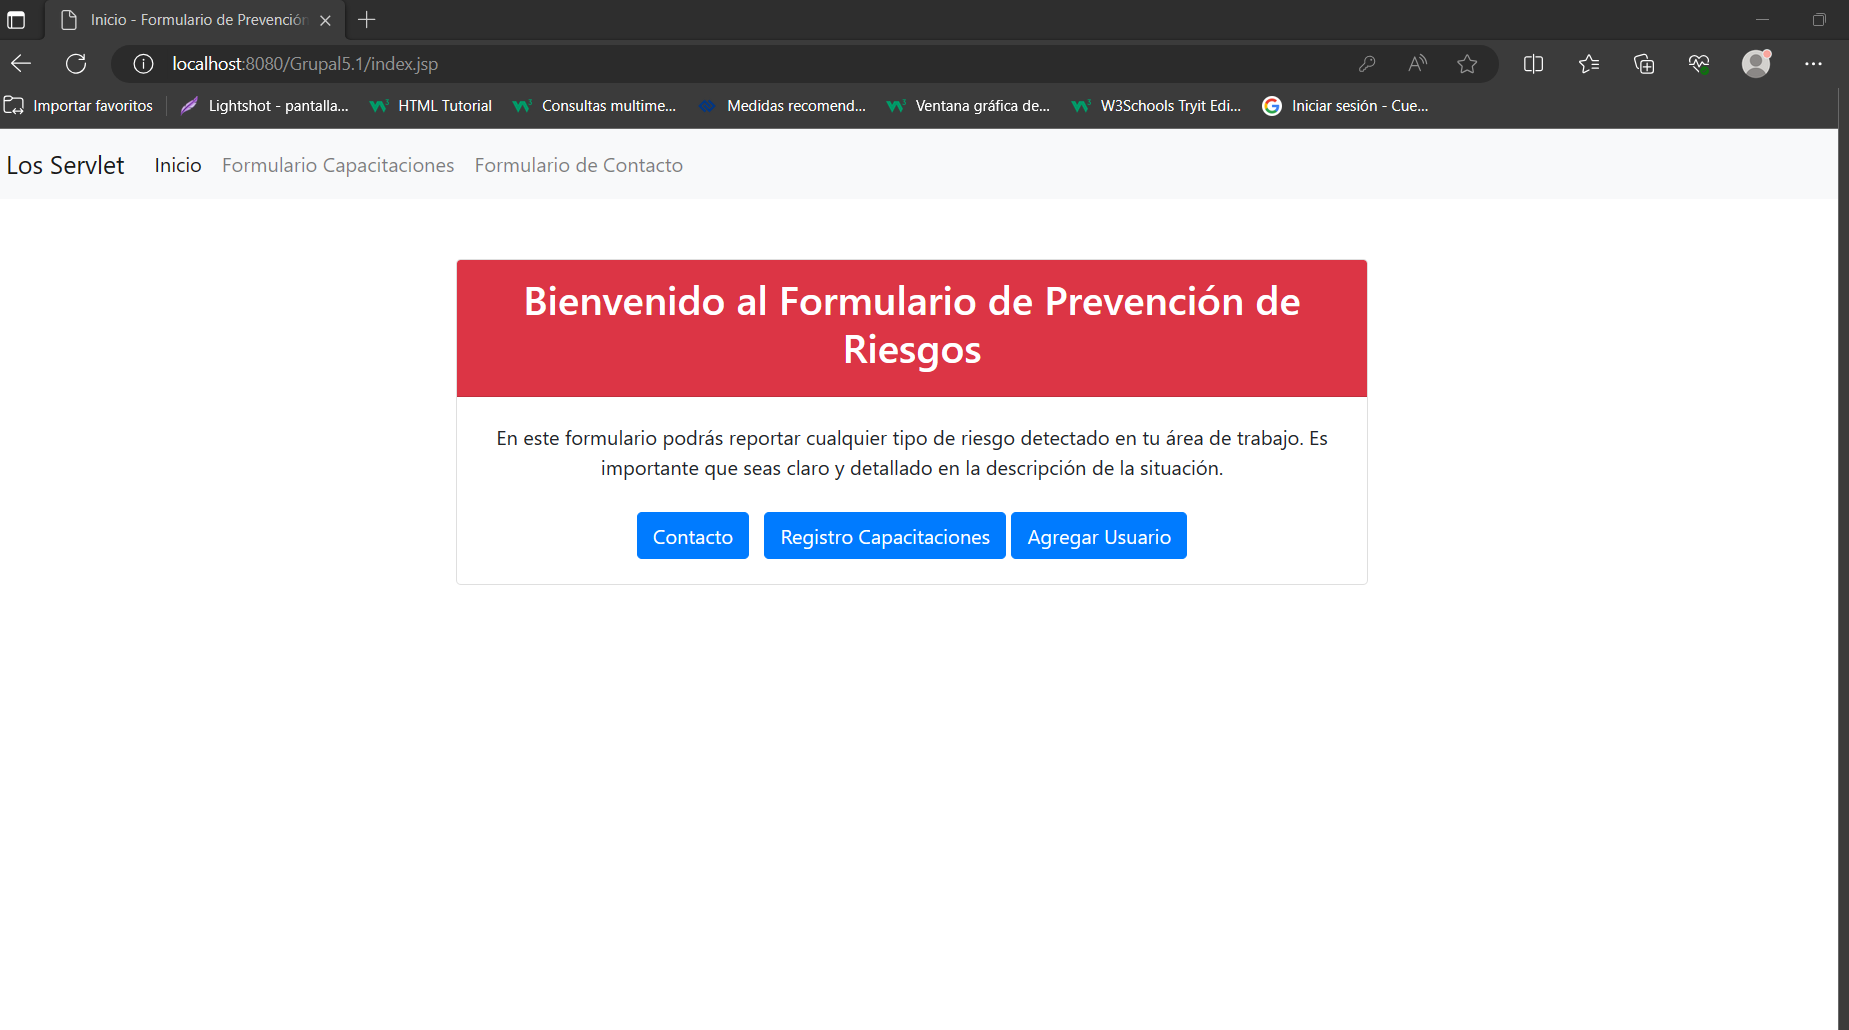 Inicio - Formulario de Prevención
localhost:8080/Grupal5.1/index.jsp
Importar favoritos
Lightshot - pantalla...
HTML Tutorial
Consultas multime...
Medidas recomend...
Ventana gráfica de...
W3Schools Tryit Edi...
Iniciar sesión - Cue...
Los Servlet
Inicio
Formulario Capacitaciones
Formulario de Contacto
Bienvenido al Formulario de Prevención de
Riesgos
En este formulario podrás reportar cualquier tipo de riesgo detectado en tu área de trabajo. Es
importante que seas claro y detallado en la descripción de la situación.
Contacto
Registro Capacitaciones
Agregar Usuario